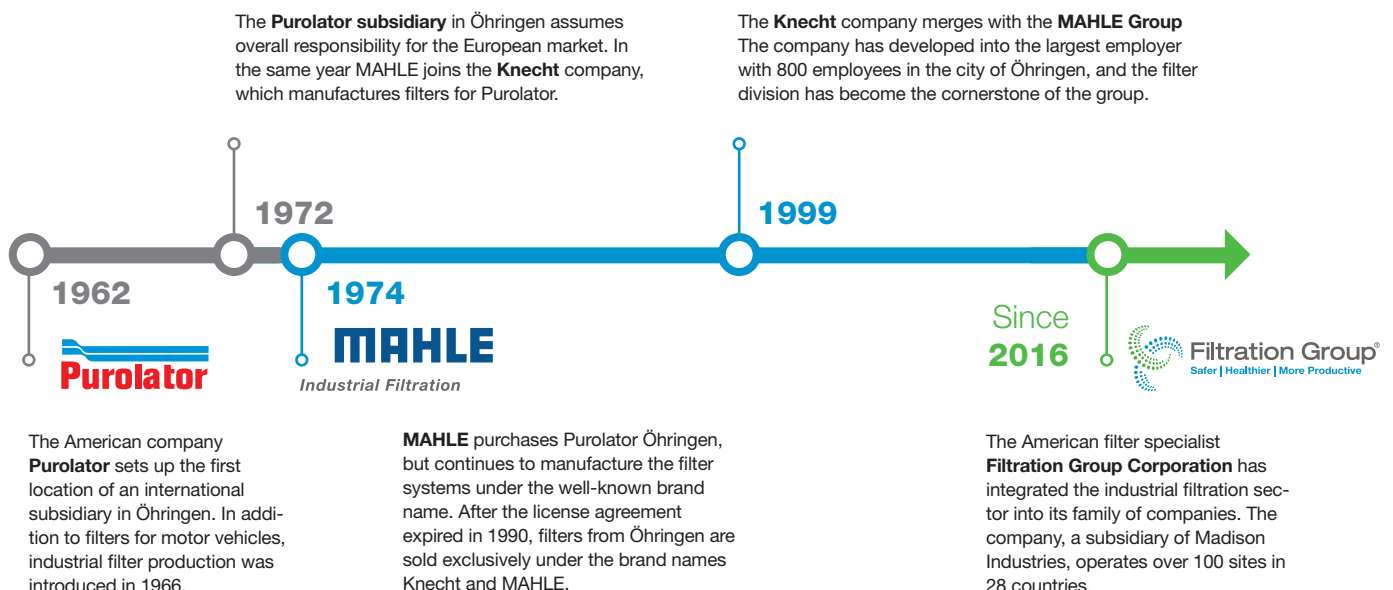 The Purolator subsidiary in Öhringen assumes
overall responsibility for the European market. In
the same year MAHLE joins the Knecht company,
which manufactures filters for Purolator.
The Knecht company merges with the MAHLE Group
The company has developed into the largest employer
with 800 employees in the city of Öhringen, and the filter
division has become the cornerstone of the group.
1972
1999
1962
1974
Since
2016
Purolator
MAHLE
Industrial Filtration
Filtration Group®
Safer | Healthier | More Productive
The American company
Purolator sets up the first
location of an international
subsidiary in Öhringen. In addi-
tion to filters for motor vehicles,
industrial filter production was
introduced in 1966.
MAHLE purchases Purolator Öhringen,
but continues to manufacture the filter
systems under the well-known brand
name. After the license agreement
expired in 1990, filters from Öhringen are
sold exclusively under the brand names
Knecht and MAHLE.
The American filter specialist
Filtration Group Corporation has
integrated the industrial filtration sec-
tor into its family of companies. The
company, a subsidiary of Madison
Industries, operates over 100 sites in
28 countries.